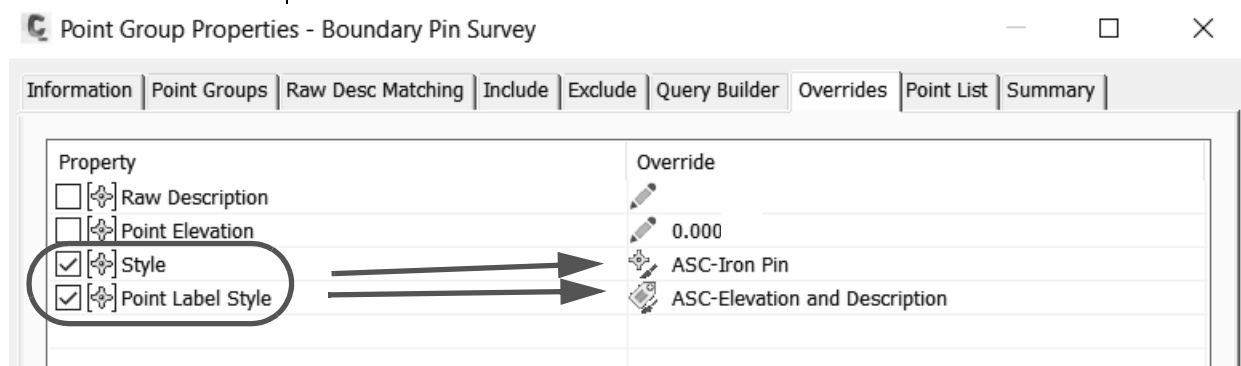 Point Group Properties - Boundary Pin Survey
Information Point Groups Raw Desc Matching Include Exclude Query Builder Overrides Point List Summary
Property Override
Raw Description
Point Elevation 0.000
Style ASC-Iron Pin
Point Label Style ASC-Elevation and Description